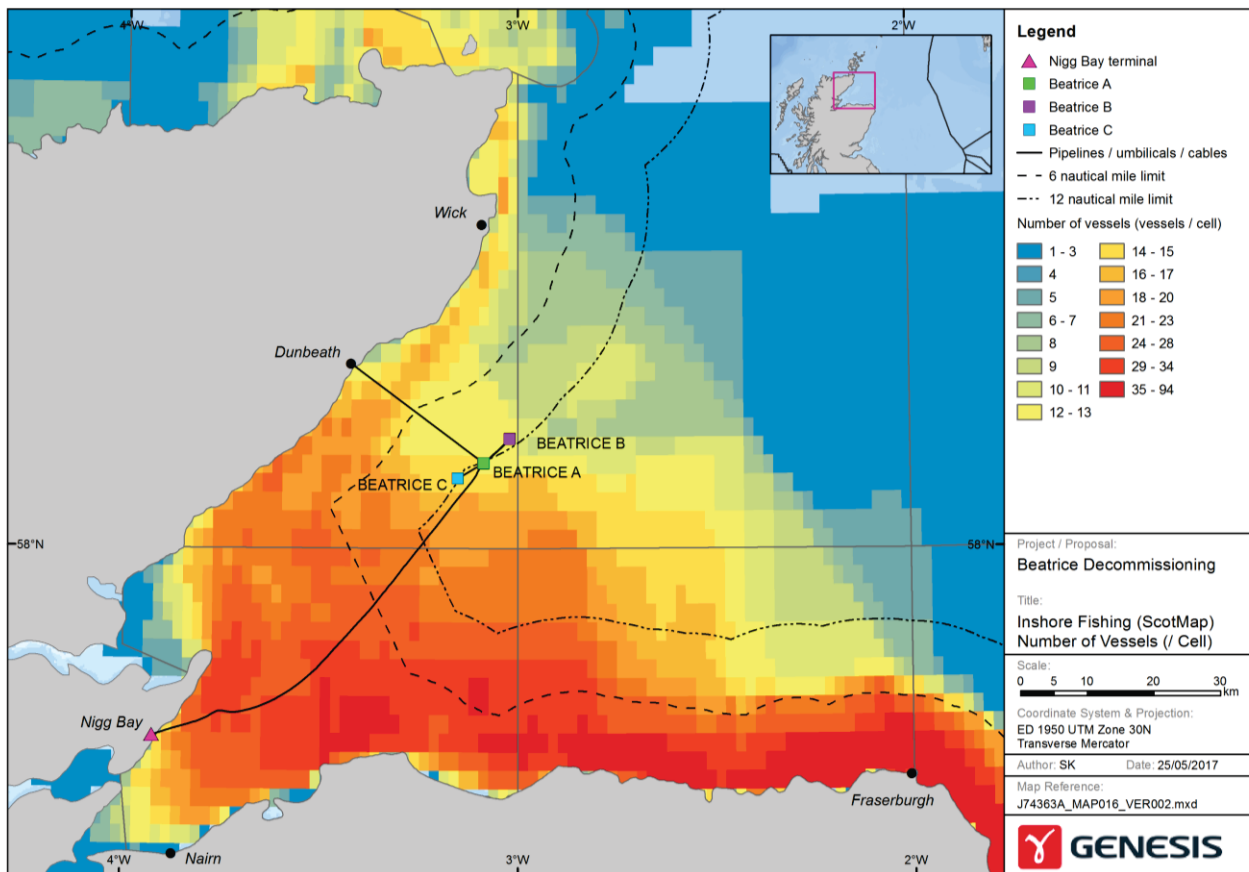 4°W
3°W
2°W
Wick
Dunbeath
BEATRICE B
BEATRICE A
BEATRICE C
58°N
58°N
Nigg Bay
Fraserburgh
Nairn
4°W
3°W
2°W
Legend
Nigg Bay terminal
Beatrice A
Beatrice B
Beatrice C
Pipelines / umbilicals / cables
6 nautical mile limit
12 nautical mile limit
Number of vessels (vessels / cell)
1 - 3
4
5
6 - 7
8
9
10 - 11
12 - 13
14 - 15
16 - 17
18 - 20
21 - 23
24 - 28
29 - 34
35 - 94
Project / Proposal:
Beatrice Decommissioning
Title:
Inshore Fishing (ScotMap)
Number of Vessels (/ Cell)
Scale:
0 5 10 20 30
km
Coordinate System & Projection:
ED 1950 UTM Zone 30N
Transverse Mercator
Author: SK Date: 25/05/2017
Map Reference:
J74363A_MAP016_VER002.mxd
GENESIS